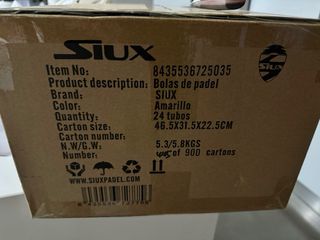 SIUX
SIUX
Item No: 8435536725035
Product description: Bolas de padel
Brand: SIUX
Color: Amarillo
Quantity: 24 tubos
Carton size: 46.5X31.5X22.5CM
Carton number:
N.W/G.W: 5.3/5.8KGS
Number: of 900 cartons
WWW.SIUXPADEL.COM